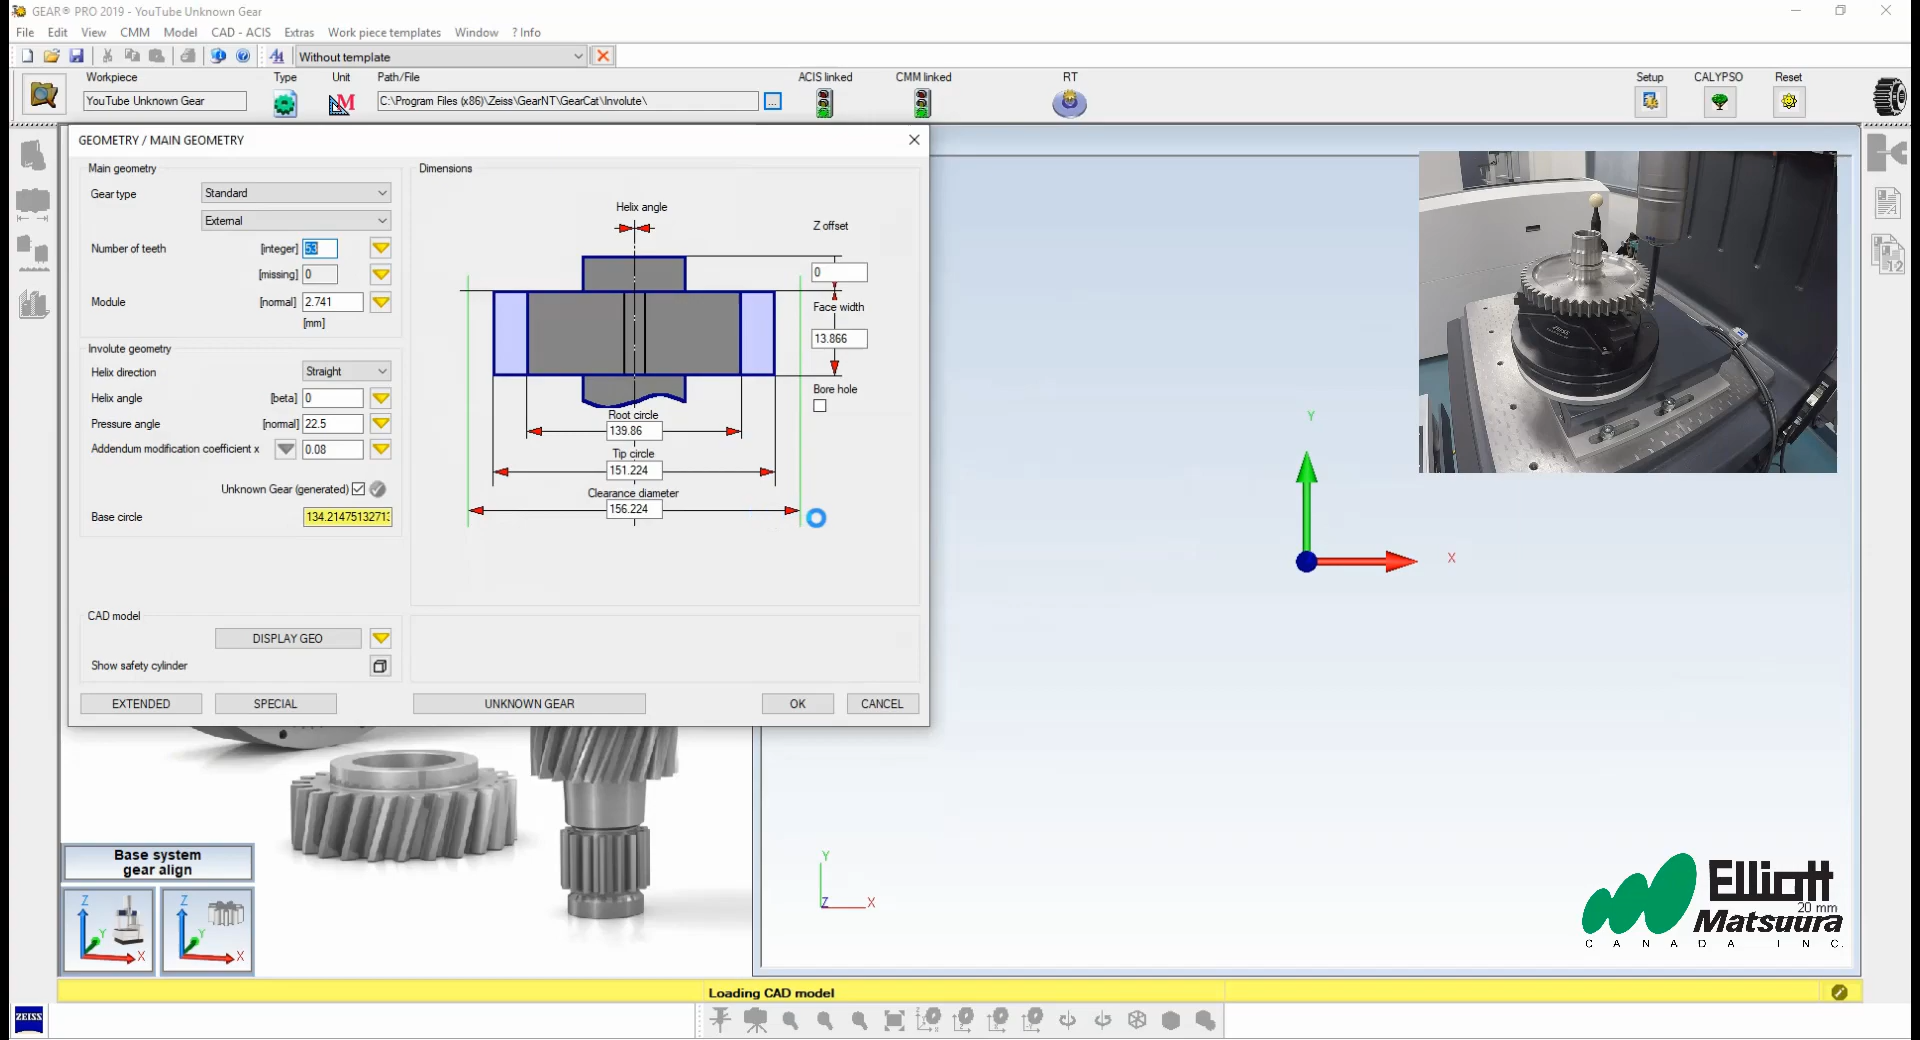 GEAR® PRO 2019 - YouTube Unknown Gear
File Edit View CMM Model CAD - ACIS Extras Work piece templates Window ? Info
Without template
Workpiece Type Unit Path/File ACIS linked CMM linked RT Setup CALYPSO Reset
YouTube Unknown Gear M C:\Program Files (x86)\Zeiss\GearNT\GearCat\Involute\ ...
GEOMETRY / MAIN GEOMETRY
Main geometry
Gear type Standard
External
Number of teeth [integer] 53
[missing] 0
Module [normal] 2.741
[mm]
Involute geometry
Helix direction Straight
Helix angle [beta] 0
Pressure angle [normal] 22.5
Addendum modification coefficient x 0.08
Unknown Gear (generated)
Base circle 134.2147513271
CAD model
DISPLAY GEO
Show safety cylinder
EXTENDED SPECIAL
Dimensions
Helix angle
Z offset
0
Face width
13.866
Bore hole
Root circle
139.86
Tip circle
151.224
Clearance diameter
156.224
UNKNOWN GEAR OK CANCEL
Y
X
Base system
gear align
Z Y X
Z Y X
Y
Z X
Elliott
20 mm
Matsuura
CANADA INC.
Loading CAD model
ZEISS